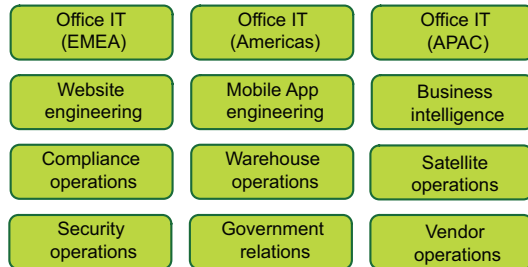 Office IT
(EMEA)
Office IT
(Americas)
Office IT
(APAC)
Website
engineering
Mobile App
engineering
Business
intelligence
Compliance
operations
Warehouse
operations
Satellite
operations
Security
operations
Government
relations
Vendor
operations